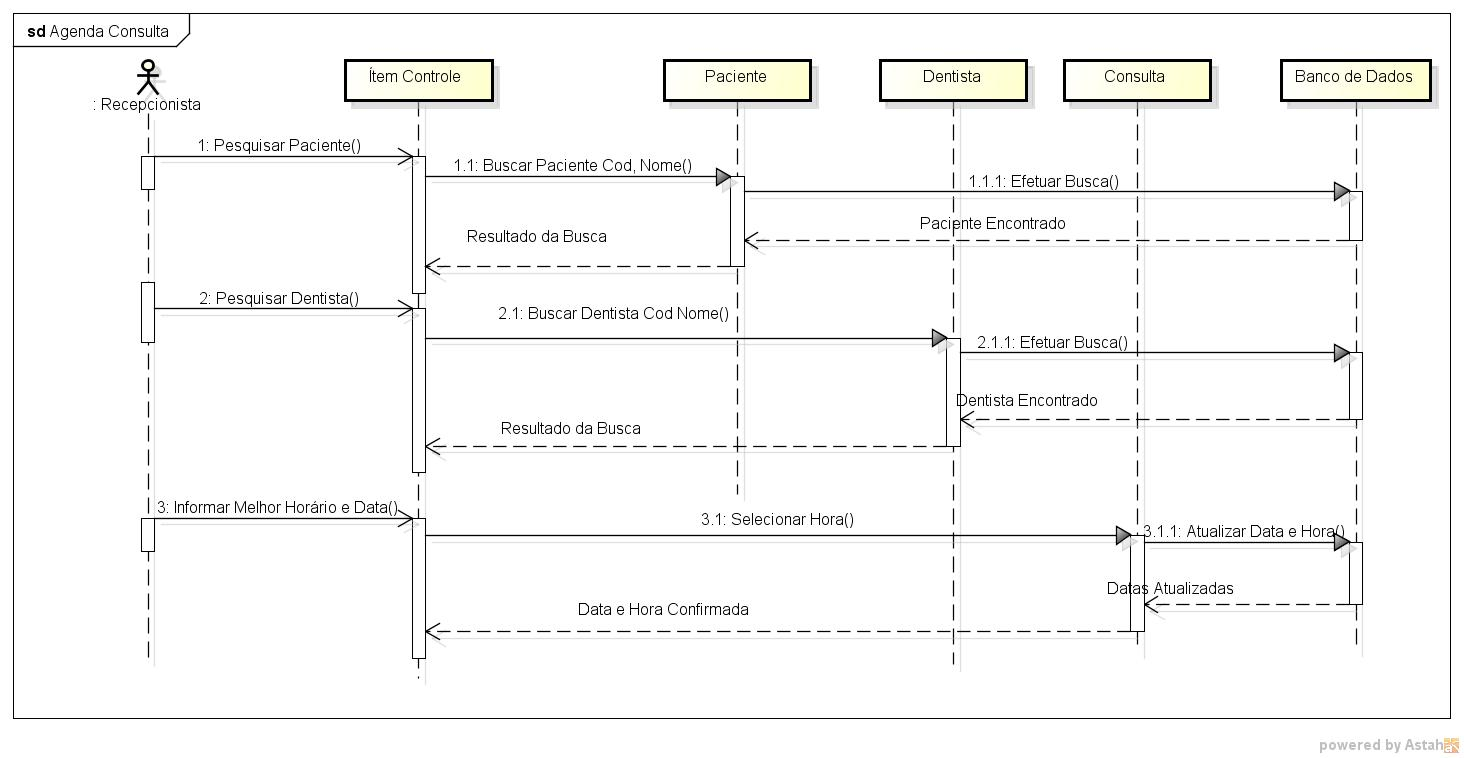 sd Agenda Consulta
Ítem Controle
Paciente
Dentista
Consulta
Banco de Dados
: Recepcionista
1: Pesquisar Paciente()
1.1: Buscar Paciente Cod, Nome()
1.1.1: Efetuar Busca()
Paciente Encontrado
Resultado da Busca
2: Pesquisar Dentista()
2.1: Buscar Dentista Cod Nome()
2.1.1: Efetuar Busca()
Dentista Encontrado
Resultado da Busca
3: Informar Melhor Horário e Data()
3.1: Selecionar Hora()
3.1.1: Atualizar Data e Hora()
Datas Atualizadas
Data e Hora Confirmada
powered by Astah